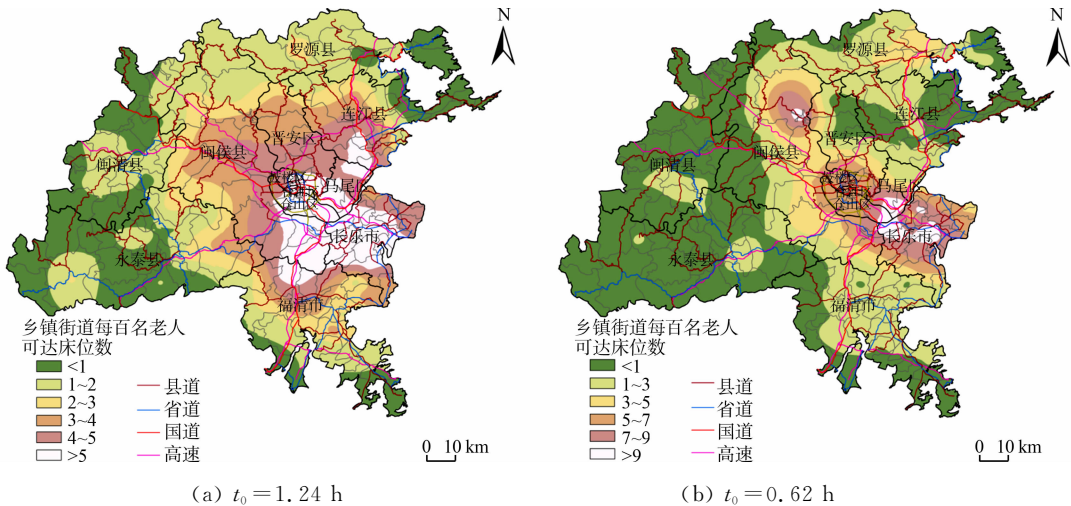 N
罗源县
连江县
晋安区
闽侯县
闽清县
马尾
仓山区
长乐市
永泰县
福清市
乡镇街道每百名老人
可达床位数
<1
1~2
2~3
3~4
4~5
>5
县道
省道
国道
高速
0 10 km
(a) t₀=1.24 h
N
罗源县
连江县
晋安区
闽侯县
闽清县
马尾
长乐市
永泰县
福清市
乡镇街道每百名老人
可达床位数
<1
1~3
3~5
5~7
7~9
>9
县道
省道
国道
高速
0 10 km
(b) t₀=0.62 h